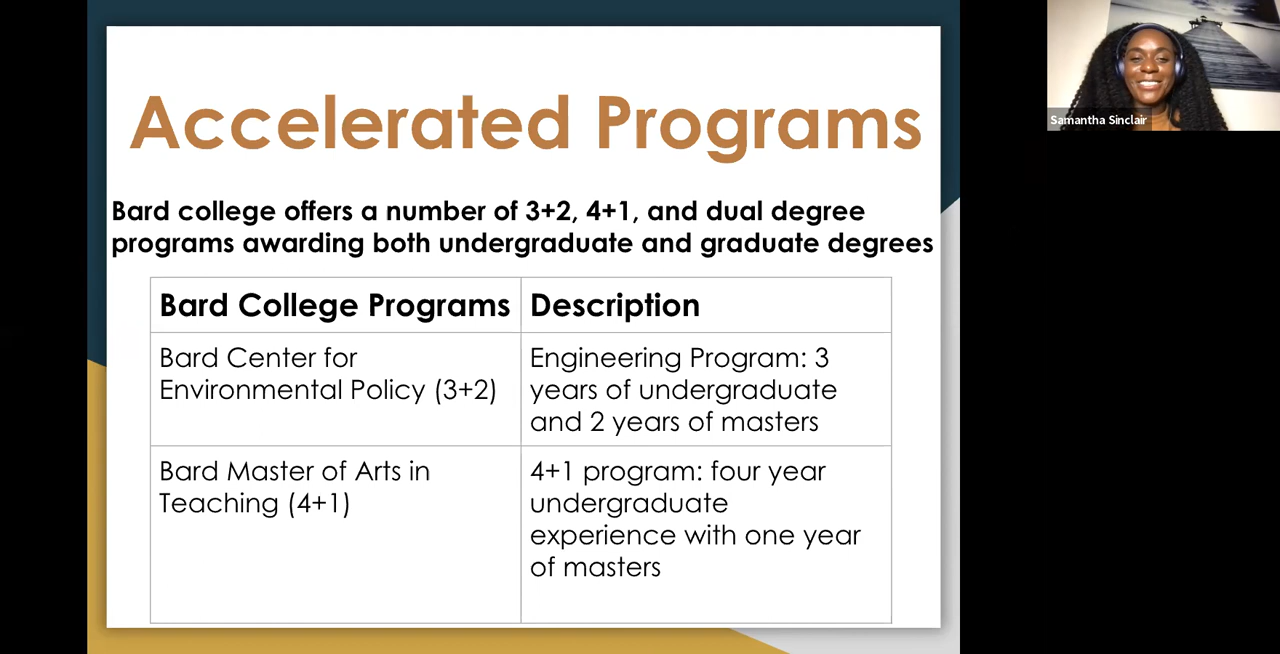 Accelerated Programs
Bard college offers a number of 3+2, 4+1, and dual degree
programs awarding both undergraduate and graduate degrees
Bard College Programs
Description
Bard Center for
Environmental Policy (3+2)
Engineering Program: 3
years of undergraduate
and 2 years of masters
Bard Master of Arts in
Teaching (4+1)
4+1 program: four year
undergraduate
experience with one year
of masters
Samantha Sinclair